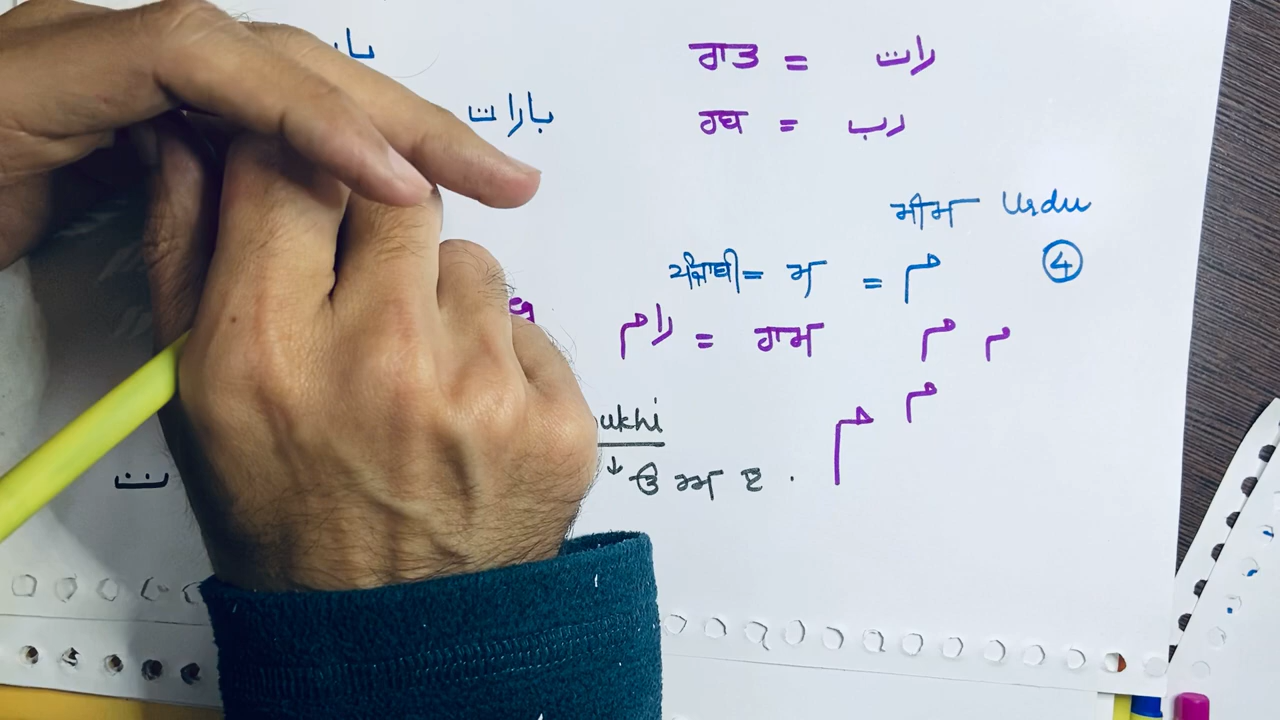 ਰਾਤ = رات
بارات
ਰਬ = رب
ਮੀਮ Urdu
ਪੰਜਾਬੀ = ਮ = م ④
رام = ਰਾਮ م م
م
م
ukhi
↓ ੳ ਅ ੲ .
ت